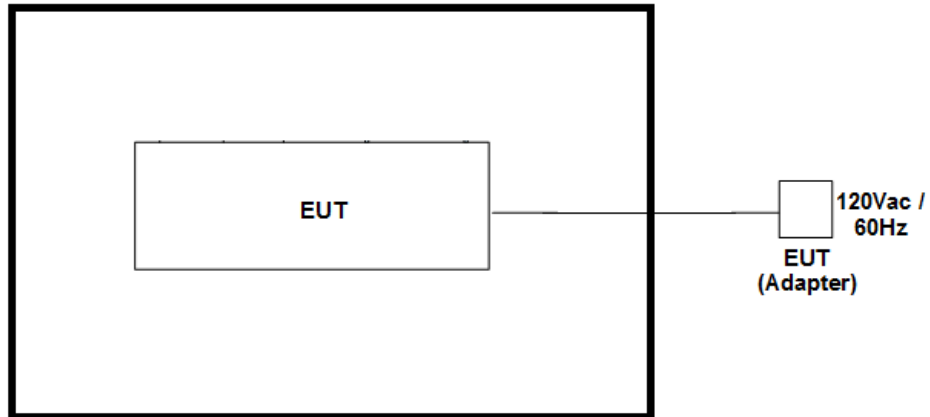 EUT
120Vac /
60Hz
EUT
(Adapter)